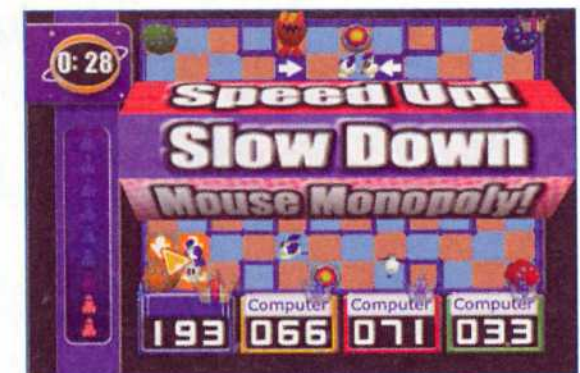 0:28
Speed Up!
Slow Down
Mouse Monopoly!
Computer Computer Computer
193 066 071 033